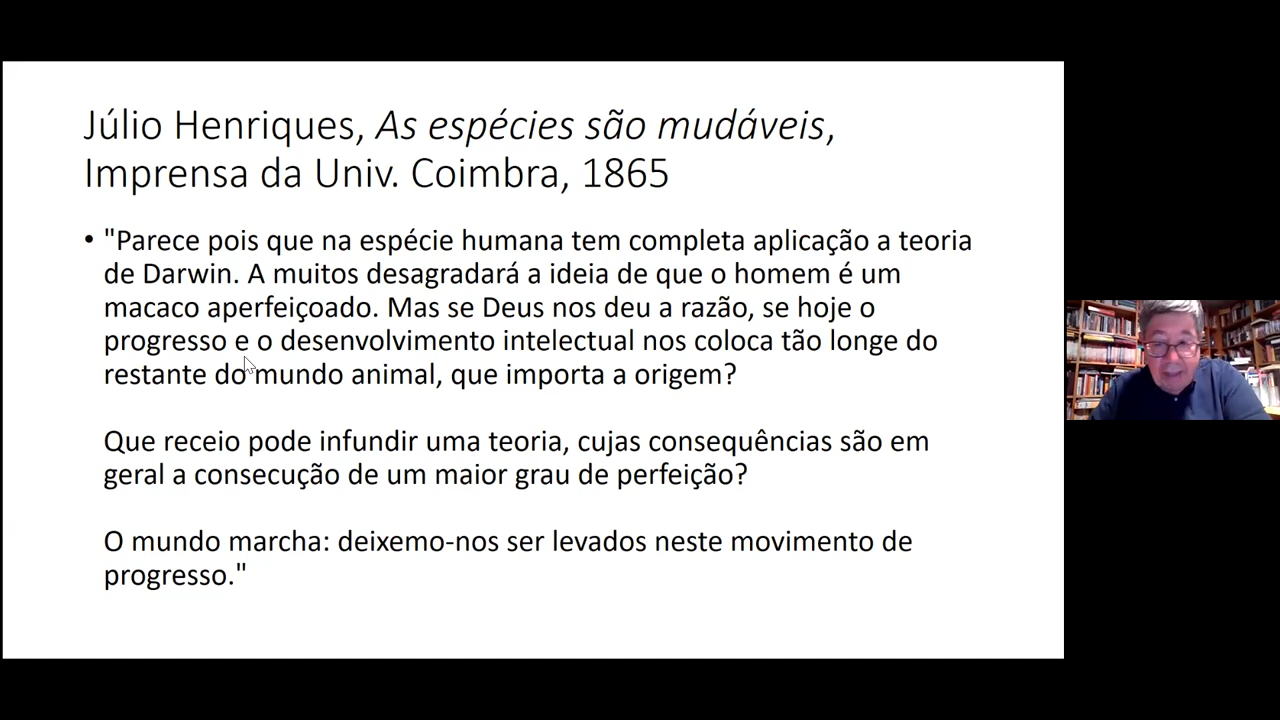 Júlio Henriques, As espécies são mudáveis,
Imprensa da Univ. Coimbra, 1865
• "Parece pois que na espécie humana tem completa aplicação a teoria
de Darwin. A muitos desagradará a ideia de que o homem é um
macaco aperfeiçoado. Mas se Deus nos deu a razão, se hoje o
progresso e o desenvolvimento intelectual nos coloca tão longe do
restante do mundo animal, que importa a origem?
Que receio pode infundir uma teoria, cujas consequências são em
geral a consecução de um maior grau de perfeição?
O mundo marcha: deixemo-nos ser levados neste movimento de
progresso."